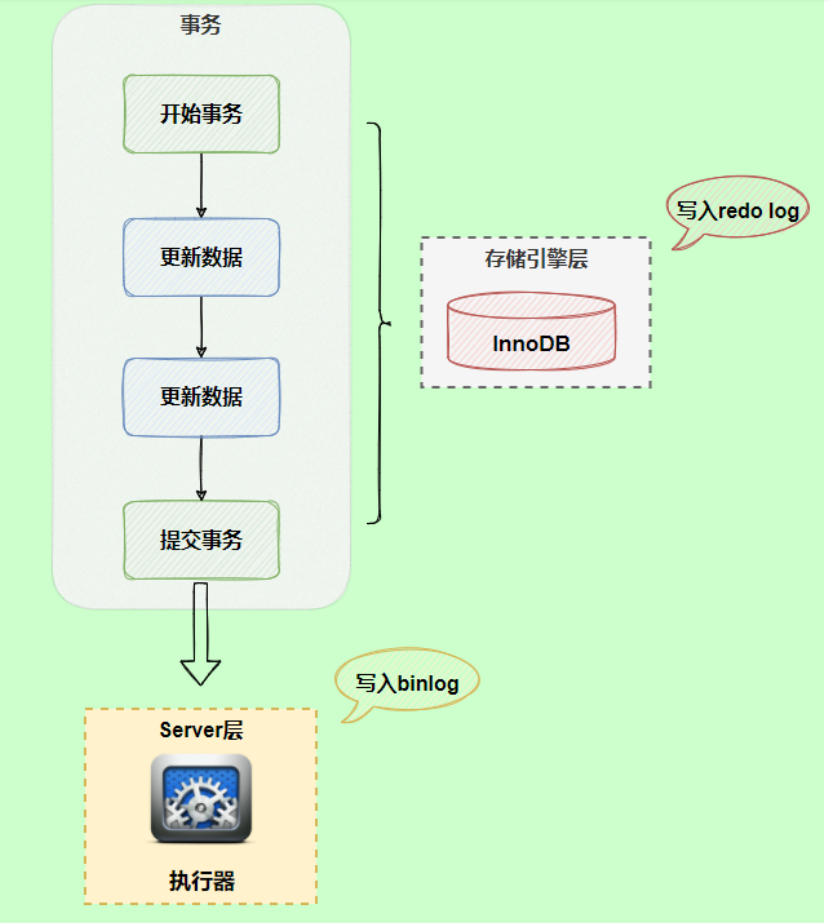 事务
开始事务
更新数据
更新数据
提交事务
写入redo log
存储引擎层
InnoDB
写入binlog
Server层
执行器